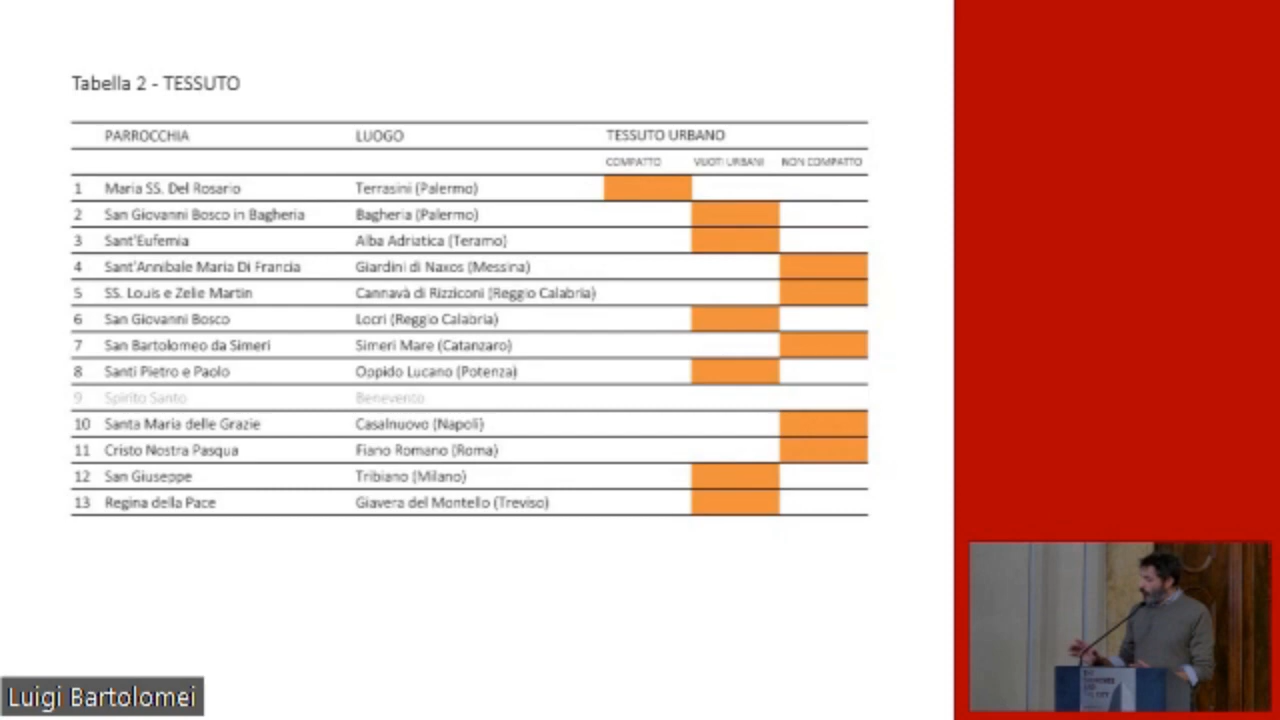 Tabella 2 - TESSUTO
PARROCCHIA LUOGO TESSUTO URBANO
COMPATTO VUOTI URBANI NON COMPATTO
1 Maria SS. Del Rosario Terrasini (Palermo)
2 San Giovanni Bosco in Bagheria Bagheria (Palermo)
3 Sant'Eufemia Alba Adriatica (Teramo)
4 Sant'Annibale Maria Di Francia Giardini di Naxos (Messina)
5 SS. Louis e Zelie Martin Cannavà di Rizziconi (Reggio Calabria)
6 San Giovanni Bosco Locri (Reggio Calabria)
7 San Bartolomeo da Simeri Simeri Mare (Catanzaro)
8 Santi Pietro e Paolo Oppido Lucano (Potenza)
9 Spirito Santo Benevento
10 Santa Maria delle Grazie Casalnuovo (Napoli)
11 Cristo Nostra Pasqua Fiano Romano (Roma)
12 San Giuseppe Tribiano (Milano)
13 Regina della Pace Giavera del Montello (Treviso)
Luigi Bartolomei